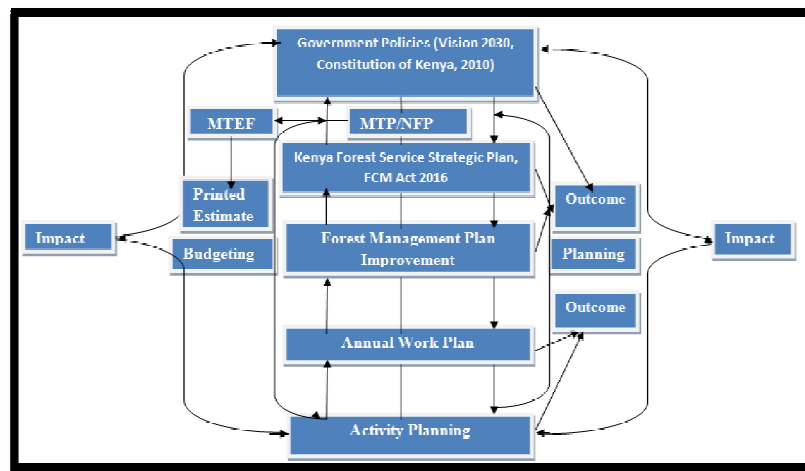 Government Policies (Vision 2030,
Constitution of Kenya, 2010)
MTEF
MTP/NFP
Kenya Forest Service Strategic Plan,
FCM Act 2016
Printed
Estimate
Outcome
Impact
Forest Management Plan
Improvement
Budgeting
Planning
Impact
Outcome
Annual Work Plan
Activity Planning